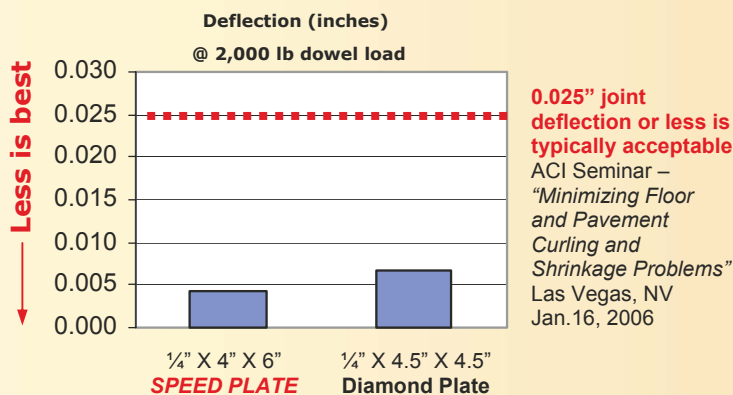 Deflection (inches)
@ 2,000 lb dowel load
Less is best
0.030
0.025
0.020
0.015
0.010
0.005
0.000
¼” X 4” X 6”
SPEED PLATE
¼” X 4.5” X 4.5”
Diamond Plate
0.025” joint
deflection or less is
typically acceptable
ACI Seminar –
“Minimizing Floor
and Pavement
Curling and
Shrinkage Problems”
Las Vegas, NV
Jan.16, 2006